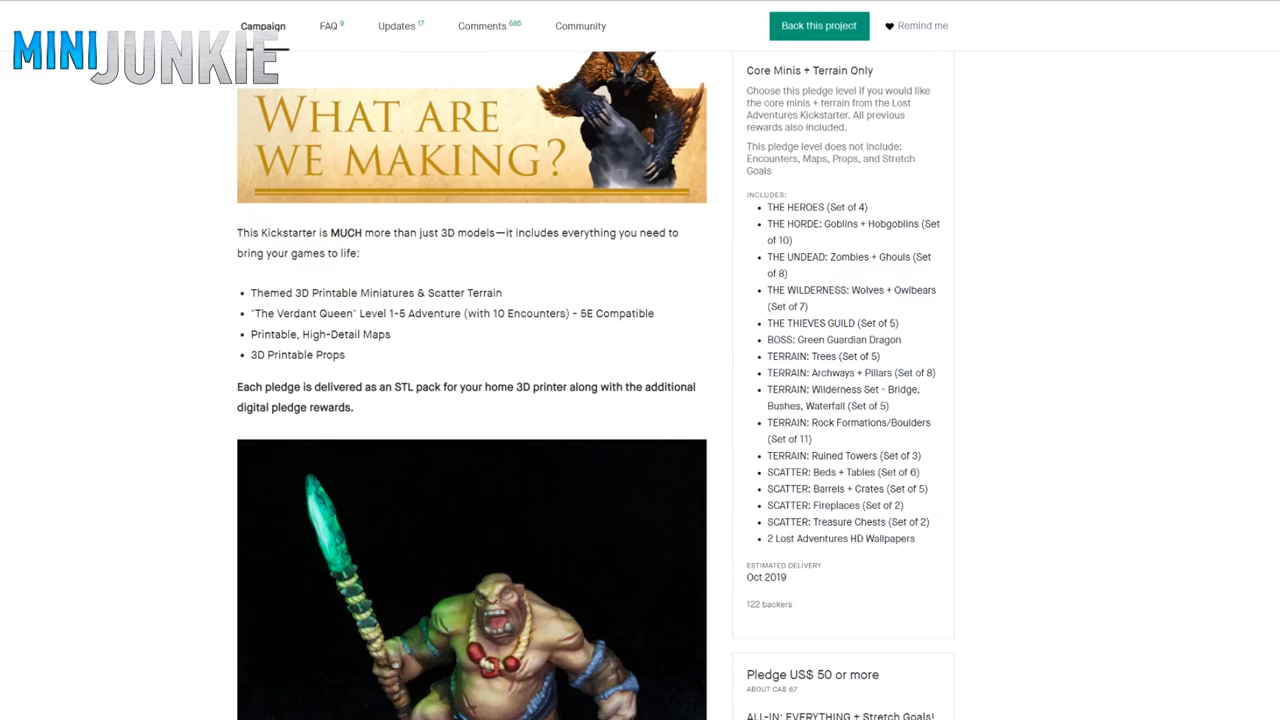 Campaign
FAQ 9
Updates 17
Comments 685
Community
Back this project
Remind me
MINIJUNKIE
WHAT ARE
WE MAKING?
This Kickstarter is MUCH more than just 3D models—it includes everything you need to
bring your games to life:
• Themed 3D Printable Miniatures & Scatter Terrain
• "The Verdant Queen" Level 1-5 Adventure (with 10 Encounters) - 5E Compatible
• Printable, High-Detail Maps
• 3D Printable Props
Each pledge is delivered as an STL pack for your home 3D printer along with the additional
digital pledge rewards.
Core Minis + Terrain Only
Choose this pledge level if you would like
the core minis + terrain from the Lost
Adventures Kickstarter. All previous
rewards also included.
This pledge level does not include:
Encounters, Maps, Props, and Stretch
Goals
INCLUDES:
• THE HEROES (Set of 4)
• THE HORDE: Goblins + Hobgoblins (Set
of 10)
• THE UNDEAD: Zombies + Ghouls (Set
of 8)
• THE WILDERNESS: Wolves + Owlbears
(Set of 7)
• THE THIEVES GUILD (Set of 5)
• BOSS: Green Guardian Dragon
• TERRAIN: Trees (Set of 5)
• TERRAIN: Archways + Pillars (Set of 8)
• TERRAIN: Wilderness Set - Bridge,
Bushes, Waterfall (Set of 5)
• TERRAIN: Rock Formations/Boulders
(Set of 11)
• TERRAIN: Ruined Towers (Set of 3)
• SCATTER: Beds + Tables (Set of 6)
• SCATTER: Barrels + Crates (Set of 5)
• SCATTER: Fireplaces (Set of 2)
• SCATTER: Treasure Chests (Set of 2)
• 2 Lost Adventures HD Wallpapers
ESTIMATED DELIVERY
Oct 2019
122 backers
Pledge US$ 50 or more
ABOUT CA$ 67
ALL-IN: EVERYTHING + Stretch Goals!